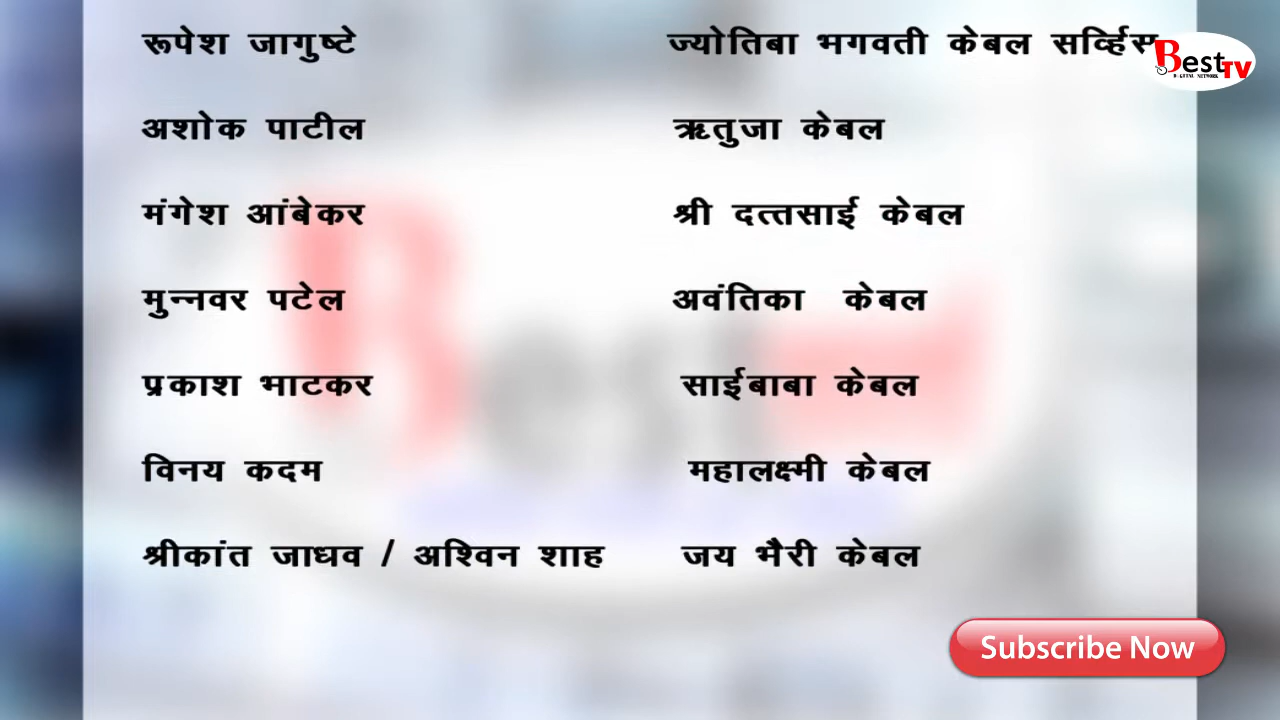 रूपेश जागुष्टे ज्योतिबा भगवती केबल सर्व्हिस
अशोक पाटील ऋतुजा केबल
मंगेश आंबेकर श्री दत्तसाई केबल
मुन्नवर पटेल अवंतिका केबल
प्रकाश भाटकर साईबाबा केबल
विनय कदम महालक्ष्मी केबल
श्रीकांत जाधव / अश्विन शाह जय भैरी केबल
Best TV
Subscribe Now